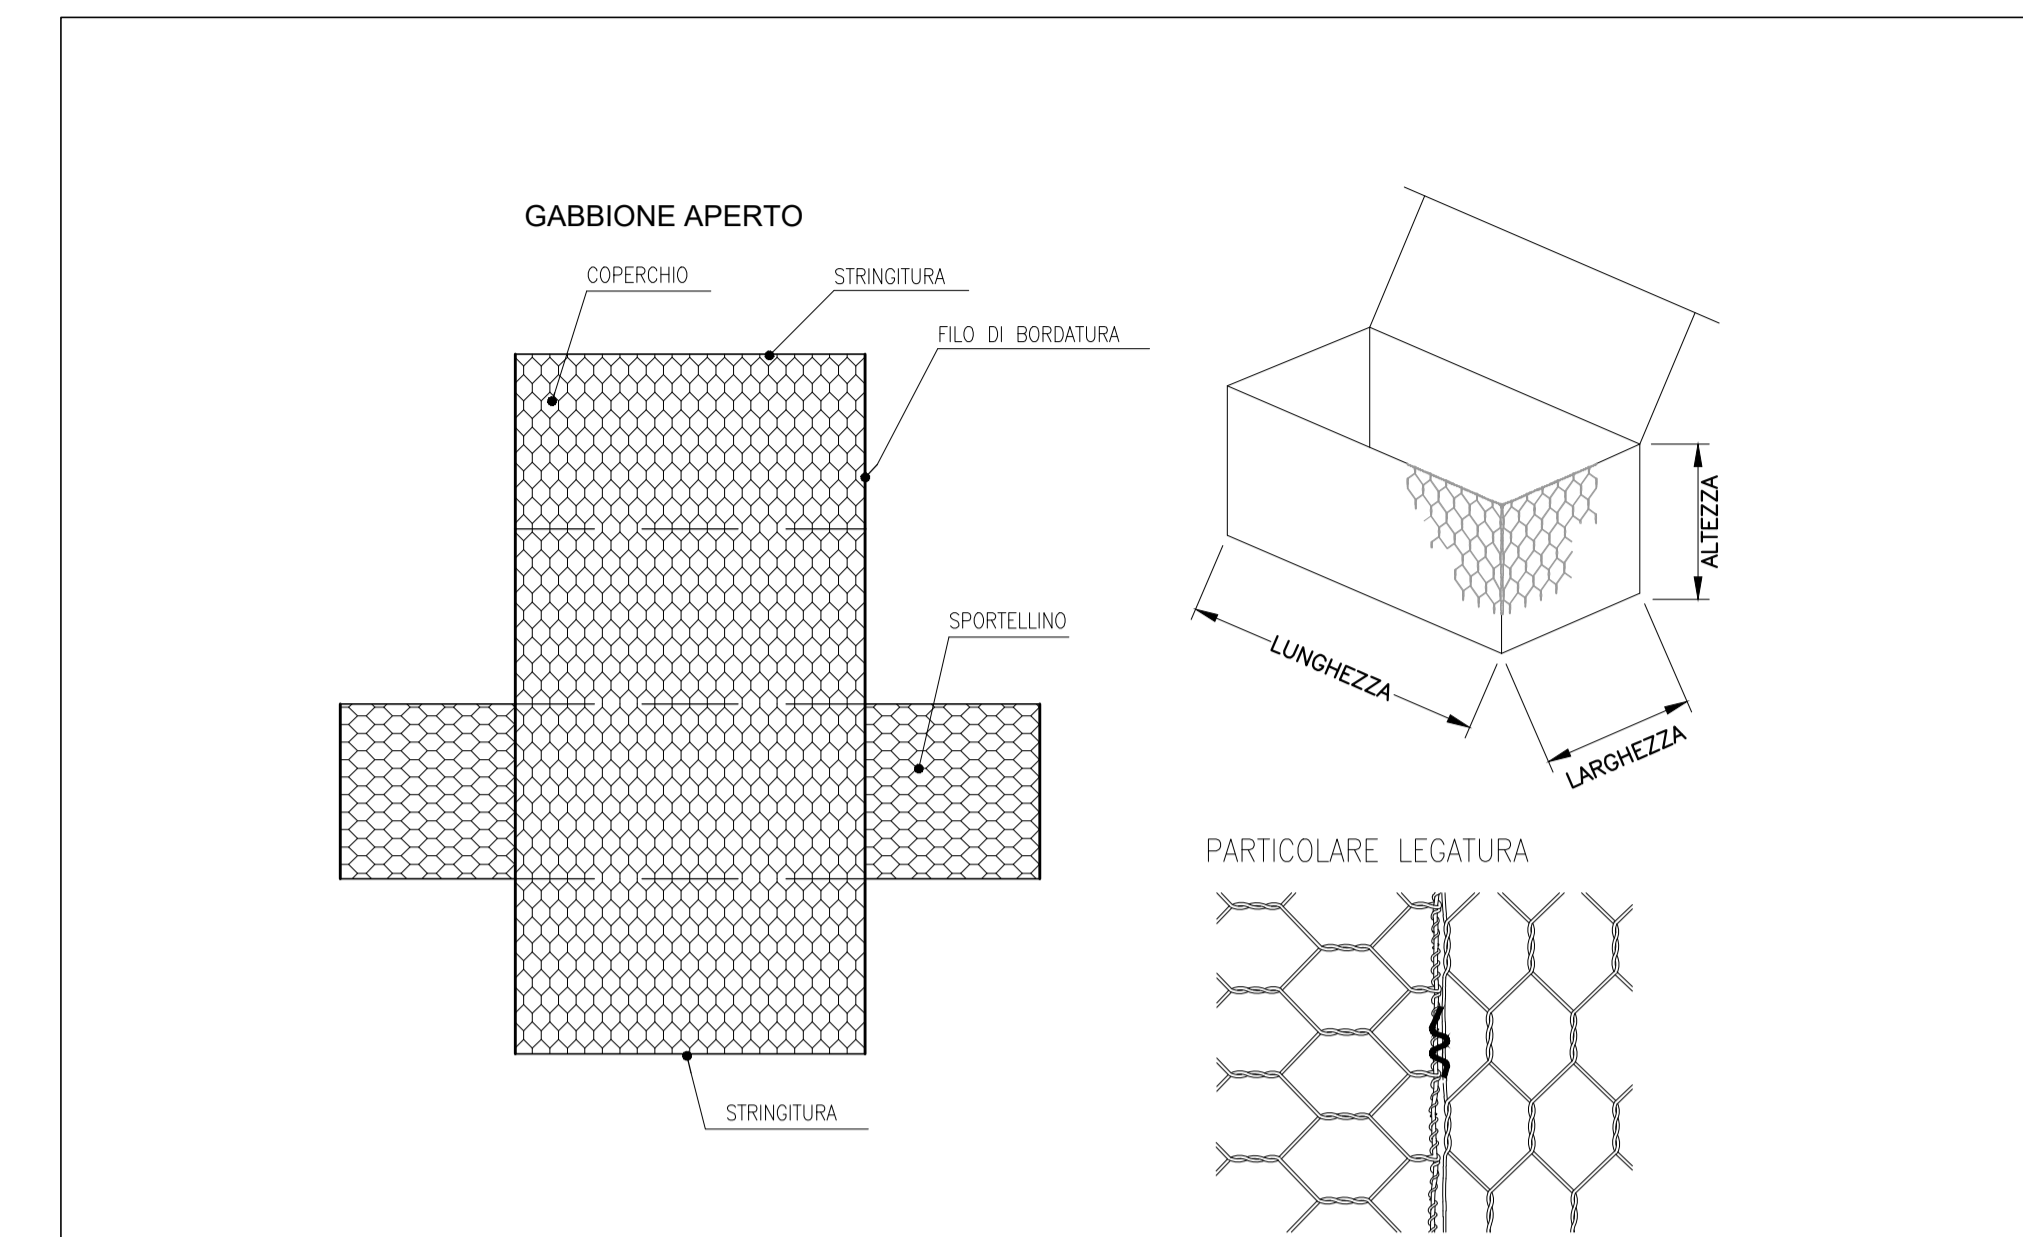 GABBIONE APERTO
COPERCHIO
STRINGITURA
FILO DI BORDATURA
SPORTELLINO
STRINGITURA
ALTEZZA
LUNGHEZZA
LARGHEZZA
PARTICOLARE LEGATURA